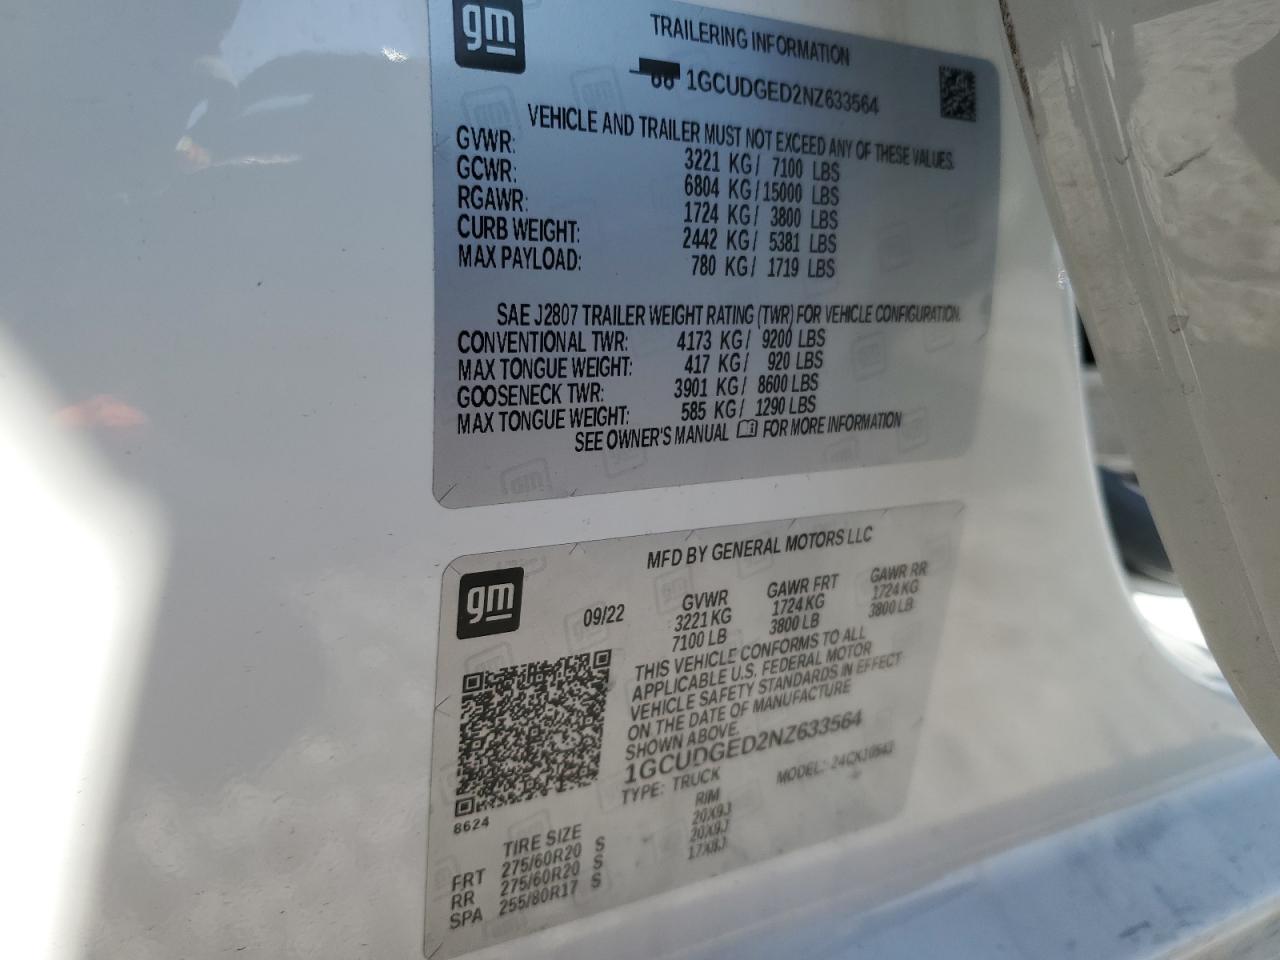 gm
TRAILERING INFORMATION
1GCUDGED2NZ633564
VEHICLE AND TRAILER MUST NOT EXCEED ANY OF THESE VALUES.
GVWR: 3221 KG/ 7100 LBS
GCWR: 6804 KG/15000 LBS
RGAWR: 1724 KG/ 3800 LBS
CURB WEIGHT: 2442 KG/ 5381 LBS
MAX PAYLOAD: 780 KG/ 1719 LBS
SAE J2807 TRAILER WEIGHT RATING (TWR) FOR VEHICLE CONFIGURATION.
CONVENTIONAL TWR: 4173 KG/ 9200 LBS
MAX TONGUE WEIGHT: 417 KG/ 920 LBS
GOOSENECK TWR: 3901 KG/ 8600 LBS
MAX TONGUE WEIGHT: 585 KG/ 1290 LBS
SEE OWNER'S MANUAL FOR MORE INFORMATION
MFD BY GENERAL MOTORS LLC
gm
09/22
GVWR GAWR FRT GAWR RR
3221 KG 1724 KG 1724 KG
7100 LB 3800 LB 3800 LB
THIS VEHICLE CONFORMS TO ALL
APPLICABLE U.S. FEDERAL MOTOR
VEHICLE SAFETY STANDARDS IN EFFECT
ON THE DATE OF MANUFACTURE
SHOWN ABOVE.
1GCUDGED2NZ633564
TYPE: TRUCK MODEL:
8624
TIRE SIZE RIM
FRT 275/60R20 S 20X9J
RR 275/60R20 S 20X9J
SPA 255/80R17 S 17X8J